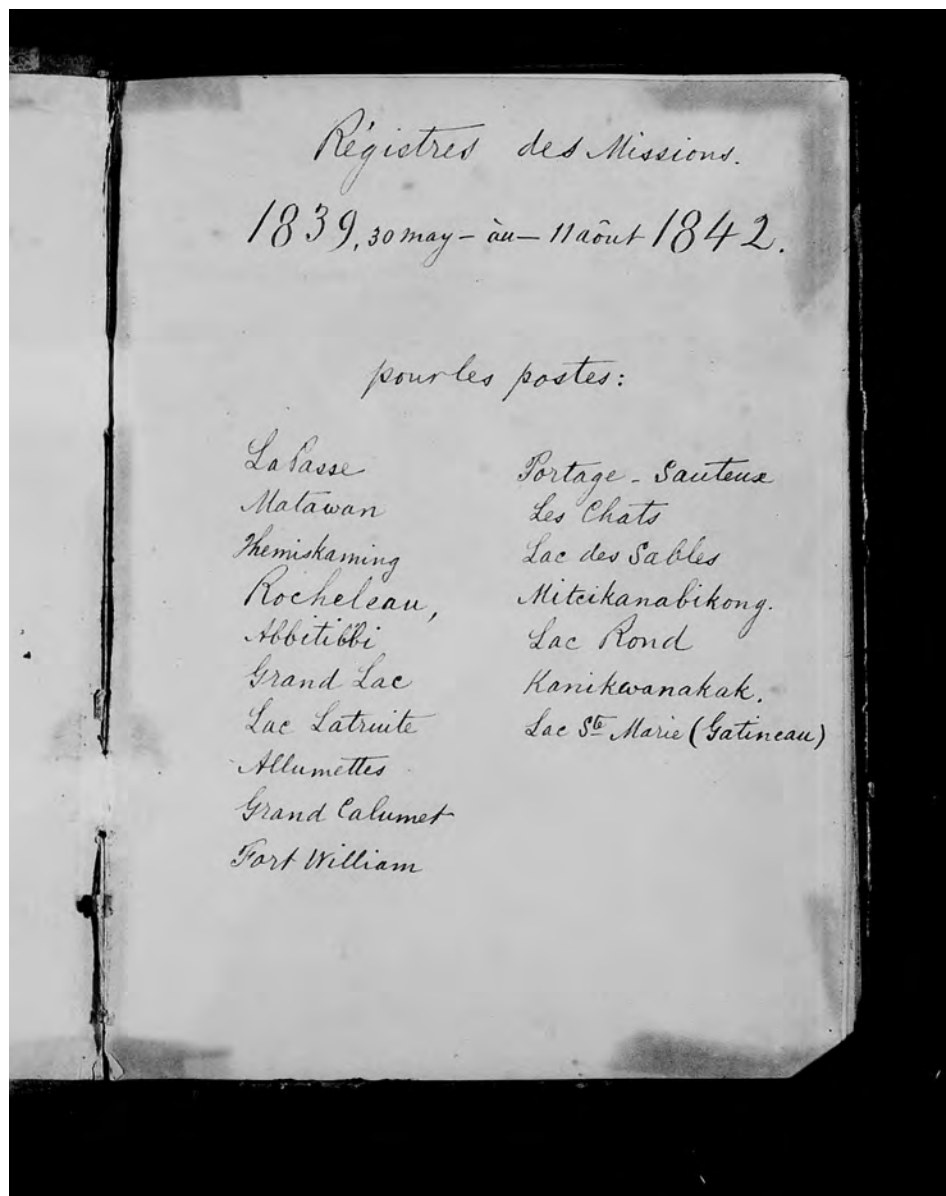 Régistres des Missions.
1839, 30 may - àu - 11 aôut 1842.
pour les postes:
La Passe
Matawan
Themiskaming
Rocheleau,
Abbitibbi
Grand Lac
Lac Latruite
Allumettes
Grand Calumet
Fort William
Portage - Sauteux
Les Chats
Lac des Sables
Mitcikanabikong.
Lac Rond
Kanikwanakak.
Lac Ste Marie (Gatineau)